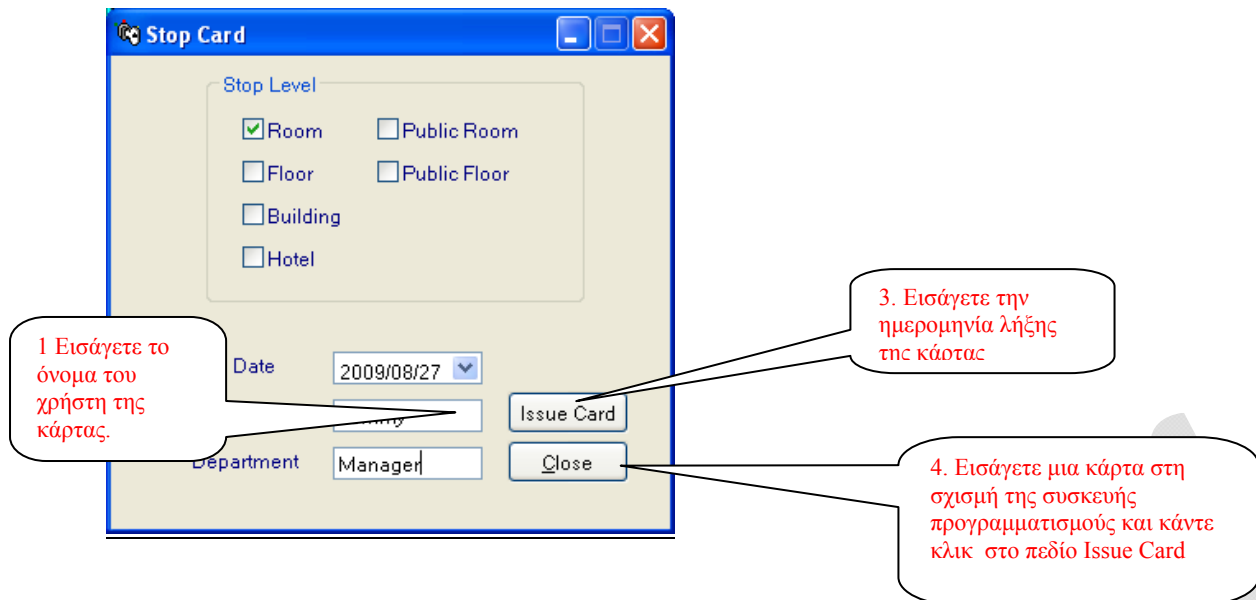 Stop Card
Stop Level
Room Public Room
Floor Public Floor
Building
Hotel
3. Εισάγετε την
ημερομηνία λήξης
της κάρτας
1 Εισάγετε το
όνομα του
χρήστη της
κάρτας.
Date 2009/08/27
Issue Card
Department Manager Close
4. Εισάγετε μια κάρτα στη
σχισμή της συσκευής
προγραμματισμούς και κάντε
κλικ στο πεδίο Issue Card